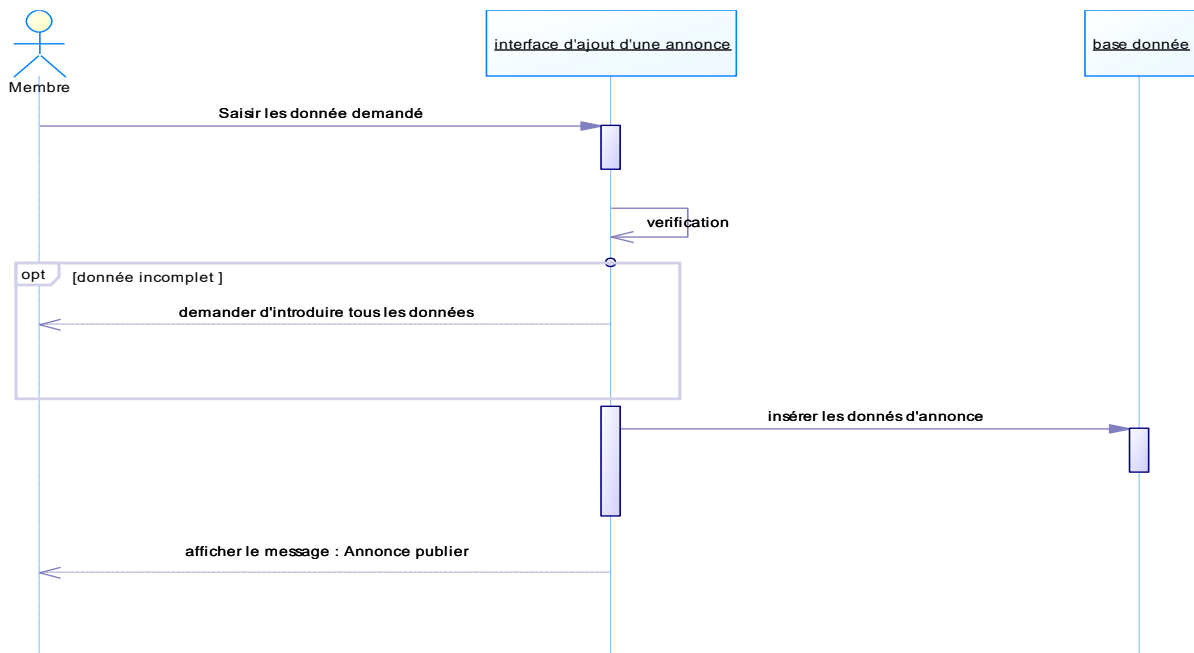 interface d'ajout d'une annonce
base donnée
Membre
Saisir les donnée demandé
verification
opt
[donnée incomplet ]
demander d'introduire tous les données
insérer les donnés d'annonce
afficher le message : Annonce publier